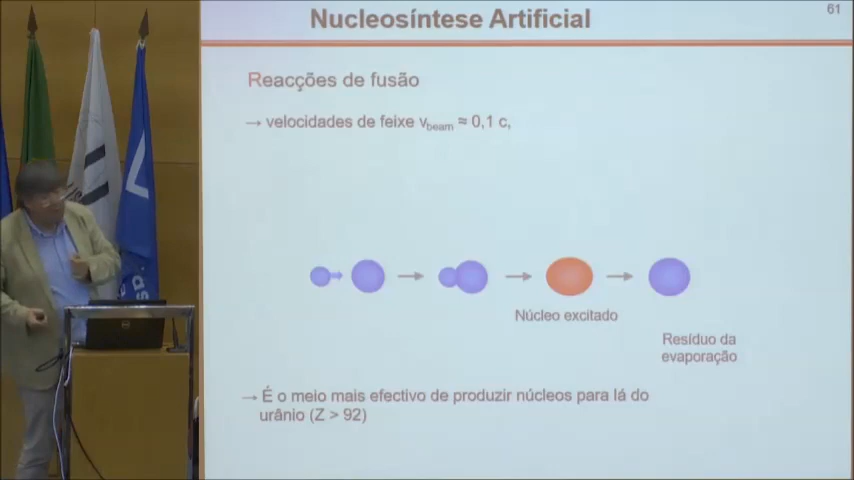 Nucleosíntese Artificial
61
Reacções de fusão
→ velocidades de feixe vbeam ≈ 0,1 c,
Núcleo excitado
Resíduo da
evaporação
→ É o meio mais efectivo de produzir núcleos para lá do
urânio (Z > 92)